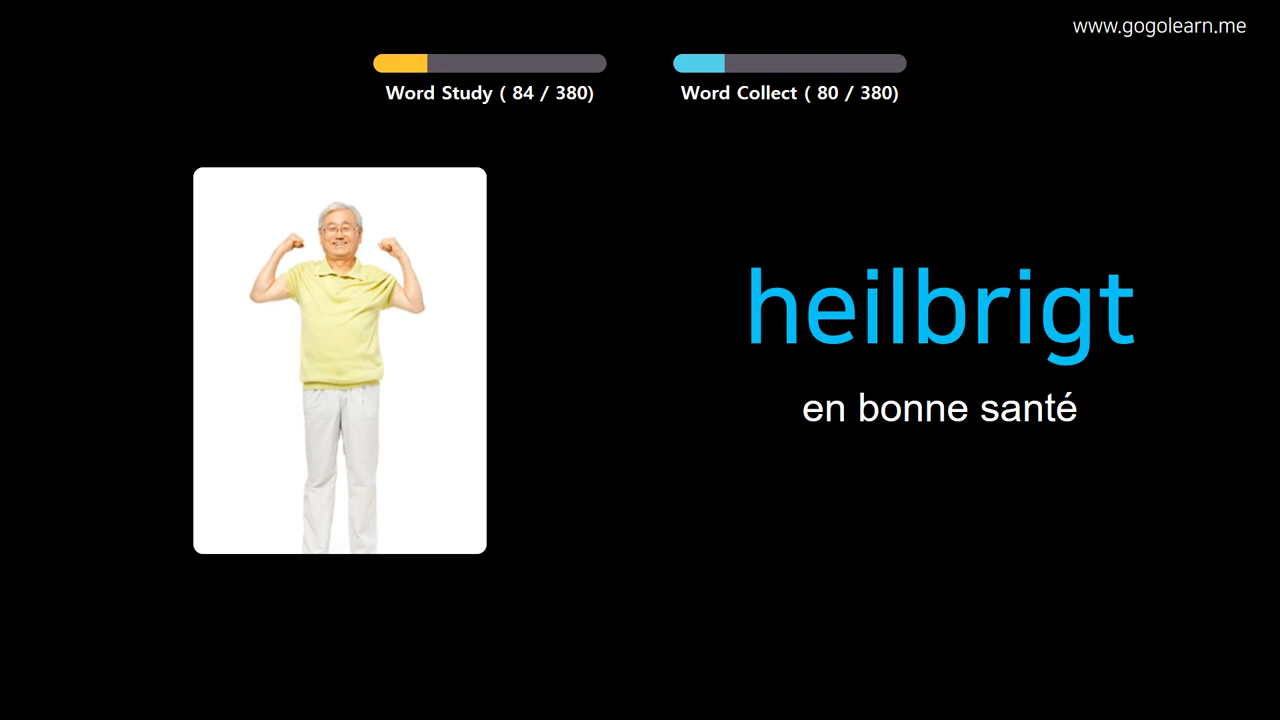 www.gogolearn.me
Word Study ( 84 / 380)
Word Collect ( 80 / 380)
heilbrigt
en bonne santé